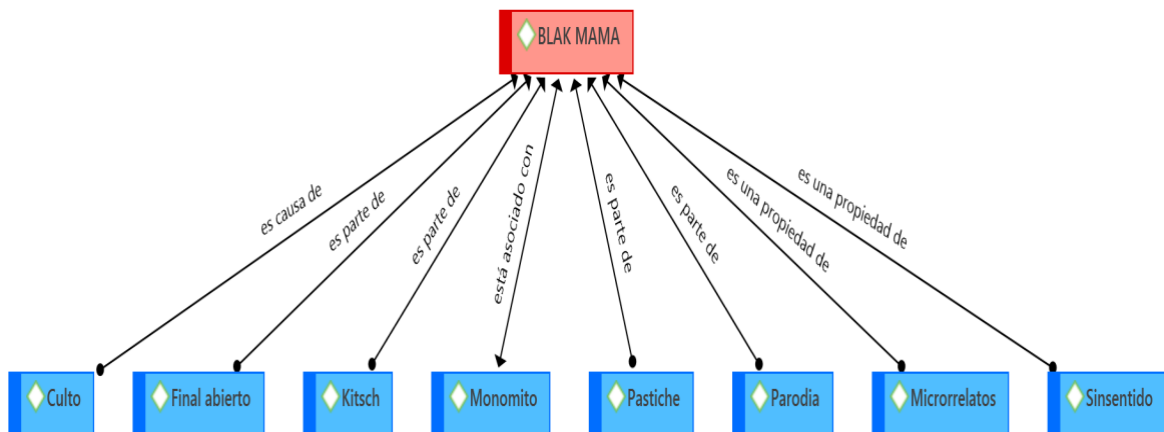 BLAK MAMA
es causa de
es parte de
es parte de
está asociado con
es parte de
es parte de
es una propiedad de
es una propiedad de
Culto
Final abierto
Kitsch
Monomito
Pastiche
Parodia
Microrrelatos
Sinsentido